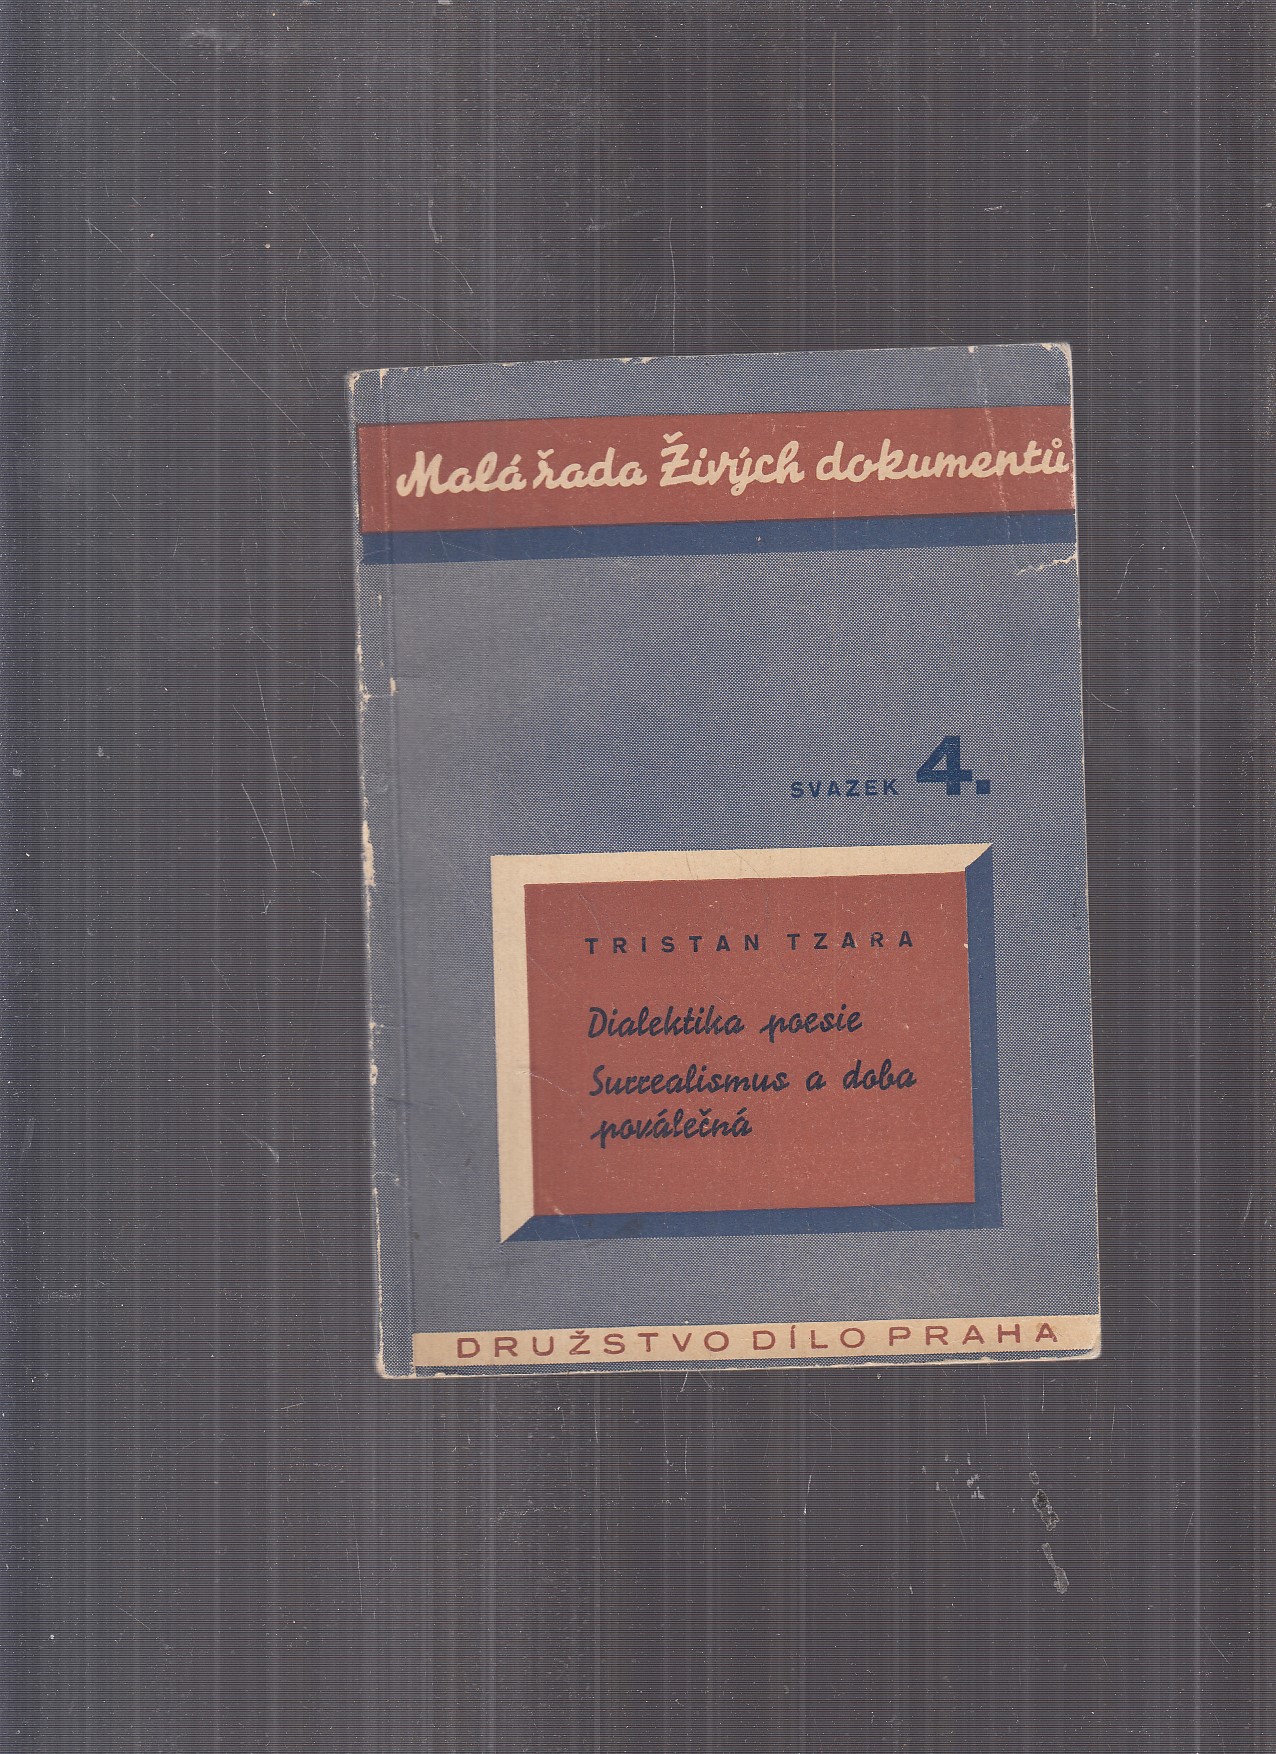 Malá řada Živých dokumentů
SVAZEK 4.
TRISTAN TZARA
Dialektika poesie
Surrealismus a doba
poválečná
DRUŽSTVO DÍLO PRAHA